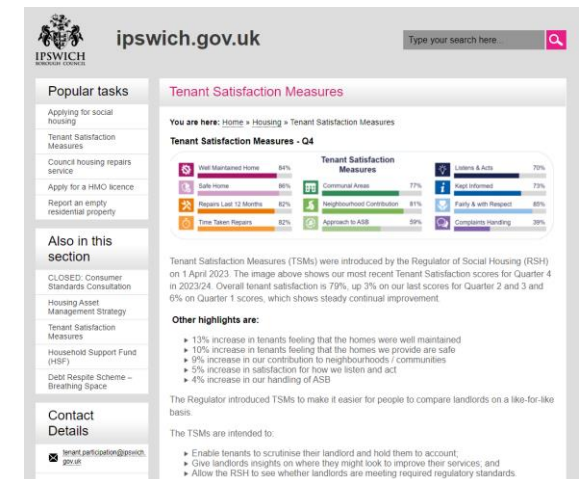 IPSWICH
BOROUGH COUNCIL
ipswich.gov.uk
Type your search here
Popular tasks
Applying for social
housing
Tenant Satisfaction
Measures
Council housing repairs
service
Apply for a HMO licence
Report an empty
residential property
Also in this
section
CLOSED: Consumer
Standards Consultation
Housing Asset
Management Strategy
Tenant Satisfaction
Measures
Household Support Fund
(HSF)
Debt Respite Scheme –
Breathing Space
Contact
Details
tenant.participation@ipswich.
gov.uk
Tenant Satisfaction Measures
You are here: Home » Housing » Tenant Satisfaction Measures
Tenant Satisfaction Measures - Q4
Well Maintained Home 84%
Safe Home 86%
Repairs Last 12 Months 82%
Time Taken Repairs 82%
Tenant Satisfaction
Measures
Communal Areas 77%
Neighbourhood Contribution 81%
Approach to ASB 59%
Listens & Acts 70%
Kept Informed 73%
Fairly & with Respect 85%
Complaints Handling 39%
Tenant Satisfaction Measures (TSMs) were introduced by the Regulator of Social Housing (RSH)
on 1 April 2023. The image above shows our most recent Tenant Satisfaction scores for Quarter 4
in 2023/24. Overall tenant satisfaction is 79%, up 3% on our last scores for Quarter 2 and 3 and
6% on Quarter 1 scores, which shows steady continual improvement.
Other highlights are:
13% increase in tenants feeling that the homes were well maintained
10% increase in tenants feeling that the homes we provide are safe
9% increase in our contribution to neighbourhoods / communities
5% increase in satisfaction for how we listen and act
4% increase in our handling of ASB
The Regulator introduced TSMs to make it easier for people to compare landlords on a like-for-like
basis.
The TSMs are intended to:
Enable tenants to scrutinise their landlord and hold them to account;
Give landlords insights on where they might look to improve their services; and
Allow the RSH to see whether landlords are meeting required regulatory standards.